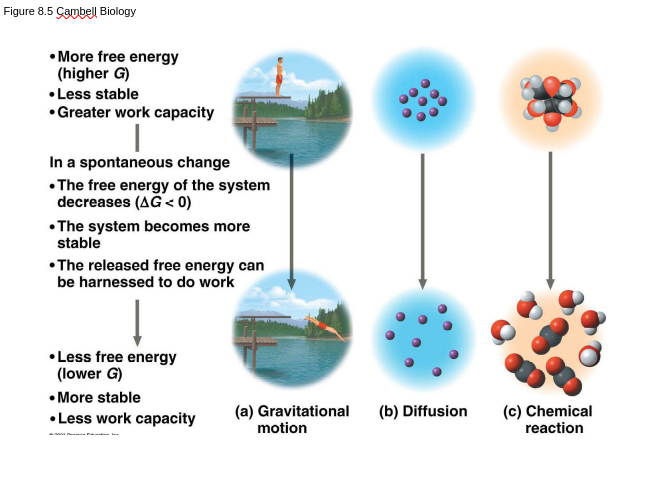 Figure 8.5 Cambell Biology
• More free energy
(higher G)
• Less stable
• Greater work capacity
In a spontaneous change
• The free energy of the system
decreases (ΔG < 0)
• The system becomes more
stable
• The released free energy can
be harnessed to do work
• Less free energy
(lower G)
• More stable
• Less work capacity
(a) Gravitational
motion
(b) Diffusion
(c) Chemical
reaction